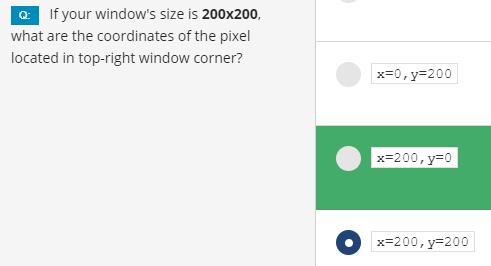 Q: If your window's size is 200x200,
what are the coordinates of the pixel
located in top-right window corner?
x=0,y=200
x=200,y=0
x=200,y=200